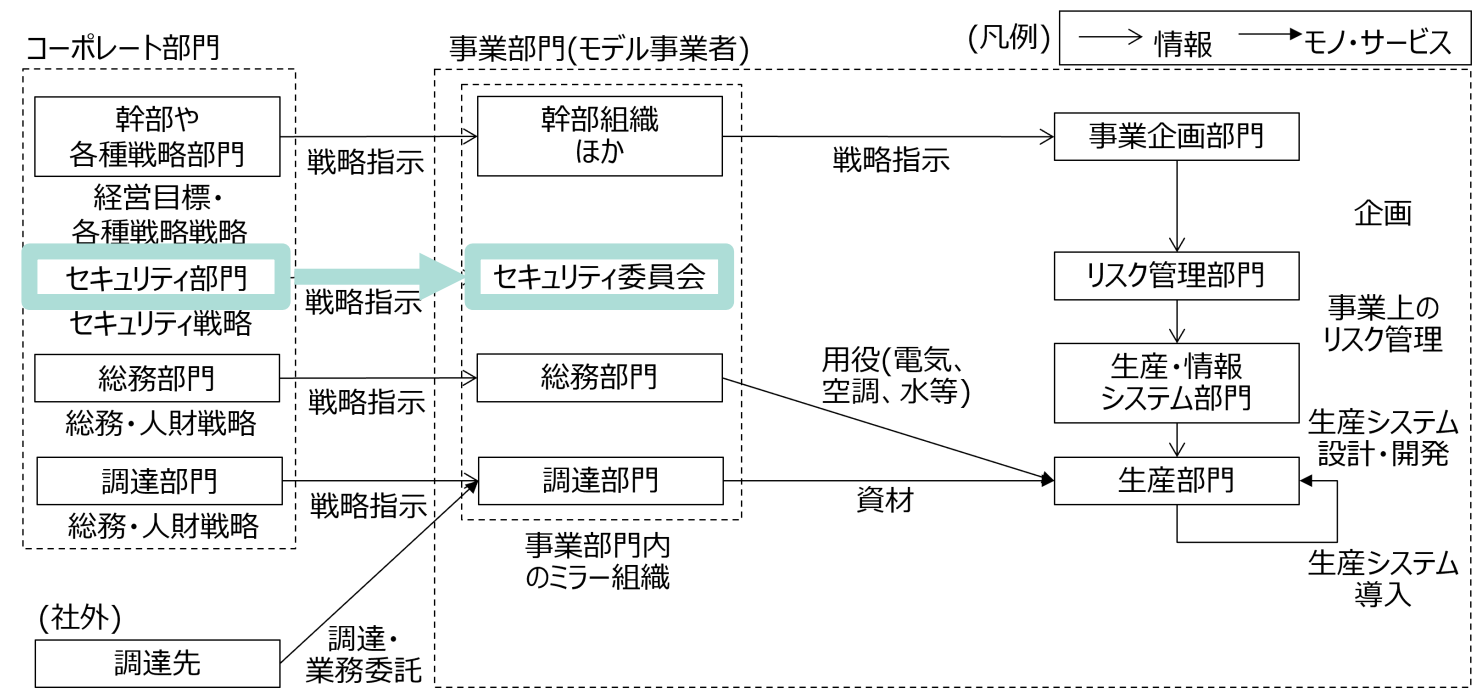 コーポレート部門
事業部門(モデル事業者)
(凡例)
情報
モノ・サービス
幹部や
各種戦略部門
経営目標・
各種戦略戦略
戦略指示
幹部組織
ほか
戦略指示
事業企画部門
企画
セキュリティ部門
セキュリティ戦略
戦略指示
セキュリティ委員会
リスク管理部門
事業上の
リスク管理
総務部門
総務・人財戦略
戦略指示
総務部門
用役(電気、
空調、水等)
生産・情報
システム部門
生産システム
設計・開発
調達部門
総務・人財戦略
戦略指示
調達部門
資材
生産部門
事業部門内
のミラー組織
生産システム
導入
(社外)
調達先
調達・
業務委託